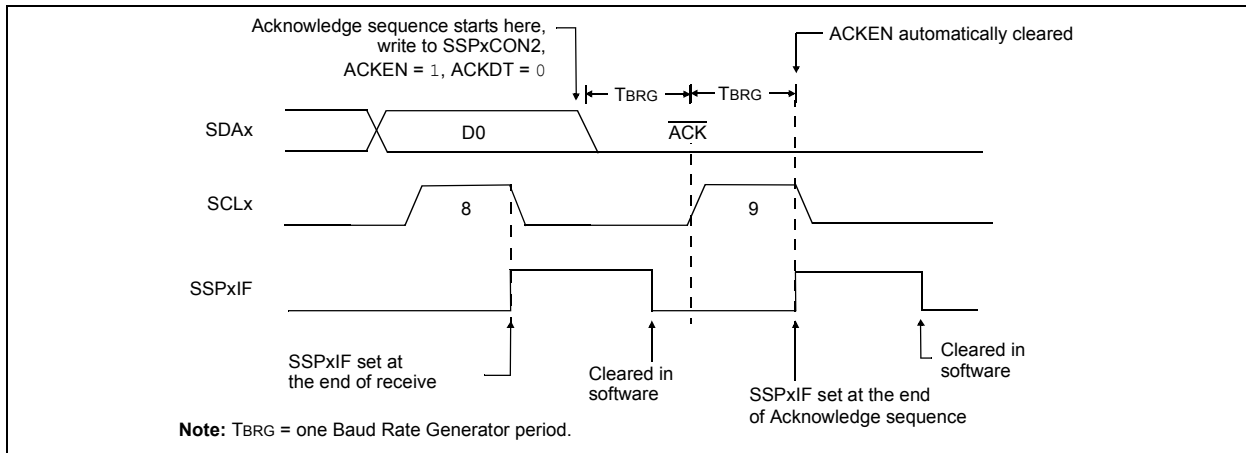 Acknowledge sequence starts here,
write to SSPxCON2,
ACKEN = 1, ACKDT = 0
ACKEN automatically cleared
TBRG
TBRG
SDAx
D0
ACK
SCLx
8
9
SSPxIF
SSPxIF set at
the end of receive
Cleared in
software
SSPxIF set at the end
of Acknowledge sequence
Cleared in
software
Note: TBRG = one Baud Rate Generator period.